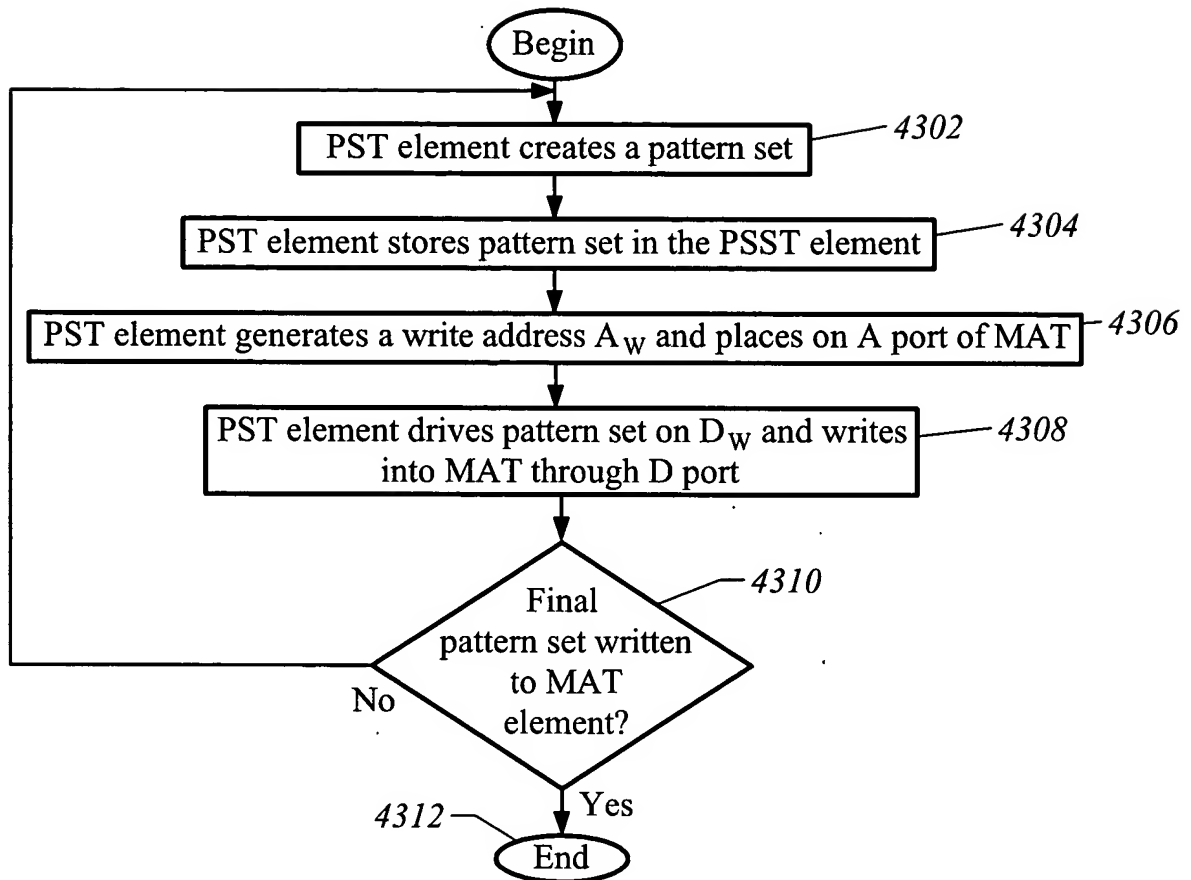 Begin
PST element creates a pattern set
4302
PST element stores pattern set in the PSST element
4304
PST element generates a write address AW and places on A port of MAT
4306
PST element drives pattern set on DW and writes
into MAT through D port
4308
Final
pattern set written
to MAT
element?
4310
No
Yes
4312
End